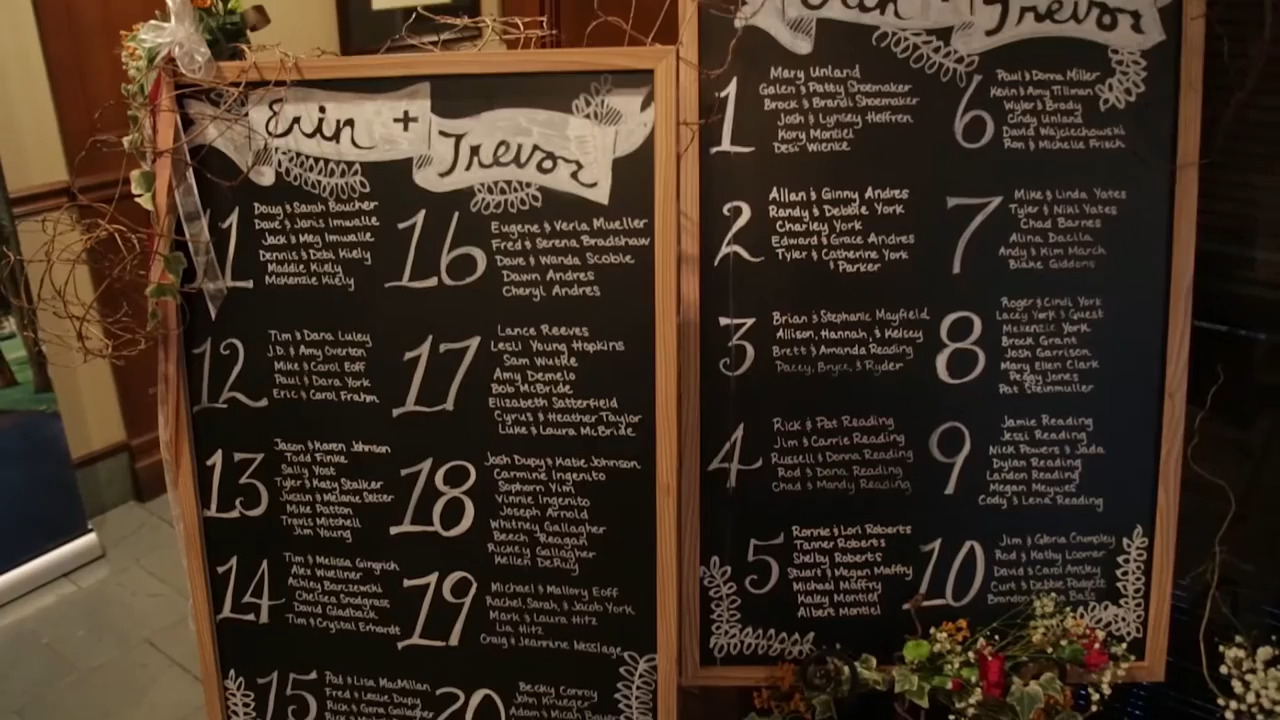 Erin + Trevor
11
Doug & Sarah Boucher
Dave & Janis Imwalle
Jack & Meg Imwalle
Dennis & Debi Kiely
Maddie Kiely
McKenzie Kiely
12
Tim & Dana Luley
J.D. & Amy Overton
Mike & Carol Eoff
Paul & Dara York
Eric & Carol Frahm
13
Jason & Karen Johnson
Todd Finke
Sally Yost
Tyler & Katy Stalker
Justin & Melanie Setser
Mike Patton
Travis Mitchell
Jim Young
14
Tim & Melissa Gingrich
Alex Wuellner
Ashley Barczewski
Chelsea Snodgrass
David Gladback
Tim & Crystal Erhardt
15
Pat & Lisa MacMillan
Fred & Leslie Dupy
Rick & Gena Gallagher
16
Eugene & Verla Mueller
Fred & Serena Bradshaw
Dave & Wanda Scoble
Dawn Andres
Cheryl Andres
17
Lance Reeves
Lesli Young Hopkins
Sam Wutke
Amy Demelo
Bob McBride
Elizabeth Satterfield
Cyrus & Heather Taylor
Luke & Laura McBride
18
Josh Dupy & Katie Johnson
Carmine Ingenito
Sophorn Yim
Vinnie Ingenito
Joseph Arnold
Whitney Gallagher
Beech Reagan
Rickey Gallagher
Kellen DeRuy
19
Michael & Mallory Eoff
Rachel, Sarah, & Jacob York
Mark & Laura Hitz
Lia Hitz
Craig & Jeannine Nesslage
20
Becky Conroy
John Krueger
Adam & Micah Bauer
Erin + Trevor
1
Mary Unland
Galen & Patty Shoemaker
Brock & Brandi Shoemaker
Josh & Lynsey Heffren
Kory Montiel
Desi Wienke
2
Allan & Ginny Andres
Randy & Debbie York
Charley York
Edward & Grace Andres
Tyler & Catherine York
& Parker
3
Brian & Stephanie Mayfield
Allison, Hannah, & Kelsey
Brett & Amanda Reading
Pacey, Bryce, & Ryder
4
Rick & Pat Reading
Jim & Carrie Reading
Russell & Donna Reading
Rod & Dana Reading
Chad & Mandy Reading
5
Ronnie & Lori Roberts
Tanner Roberts
Shelby Roberts
Stuart & Megan Maffry
Michael Maffry
Kaley Montiel
Albert Montiel
6
Paul & Donna Miller
Kevin & Amy Tillman
Wyler & Brody
Cindy Unland
David Wajciechowski
Ron & Michelle Frisch
7
Mike & Linda Yates
Tyler & Niki Yates
Chad Barnes
Alina Dacila
Andy & Kim March
Blake Giddens
8
Roger & Cindi York
Lacey York & Guest
Mckenzie York
Brock Grant
Josh Garrison
Mary Ellen Clark
Peggy Jones
Pat Steinmuller
9
Jamie Reading
Jessi Reading
Nick Powers & Jada
Dylan Reading
Landon Reading
Megan Meywes
Cody & Lena Reading
10
Jim & Gloria Crumpley
Rod & Kathy Loomer
David & Carol Ansley
Curt & Debbie Padgett
Brandon Bass